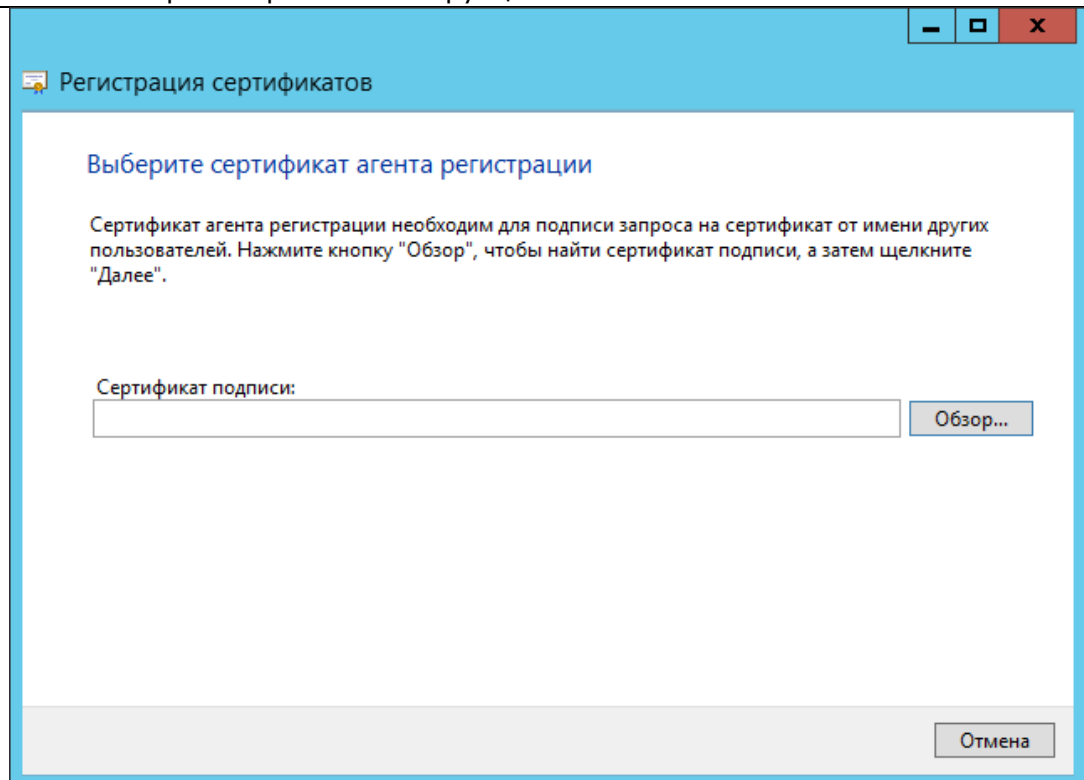 Регистрация сертификатов
Выберите сертификат агента регистрации
Сертификат агента регистрации необходим для подписи запроса на сертификат от имени других
пользователей. Нажмите кнопку "Обзор", чтобы найти сертификат подписи, а затем щелкните
"Далее".
Сертификат подписи:
Обзор...
Отмена